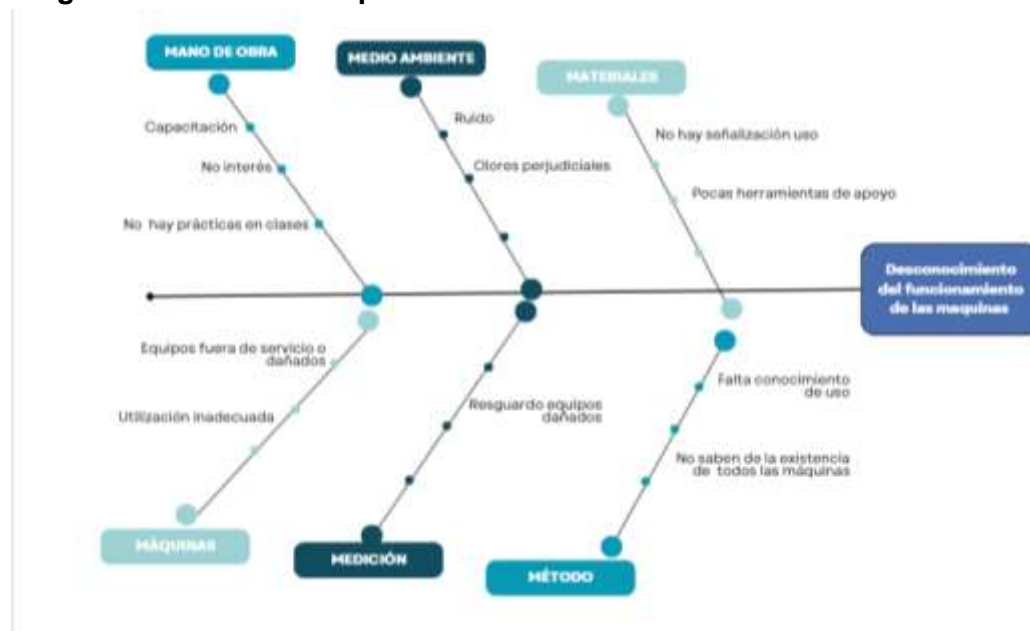 MANO DE OBRA
MEDIO AMBIENTE
MATERIALES
Capacitación
No interés
No hay prácticas en clases
Ruido
Olores perjudiciales
No hay señalización uso
Pocas herramientas de apoyo
Desconocimiento
del funcionamiento
de las maquinas
Equipos fuera de servicio o
dañados
Utilización inadecuada
Resguardo equipos
dañados
Falta conocimiento
de uso
No saben de la existencia
de todos las máquinas
MÁQUINAS
MEDICIÓN
MÉTODO